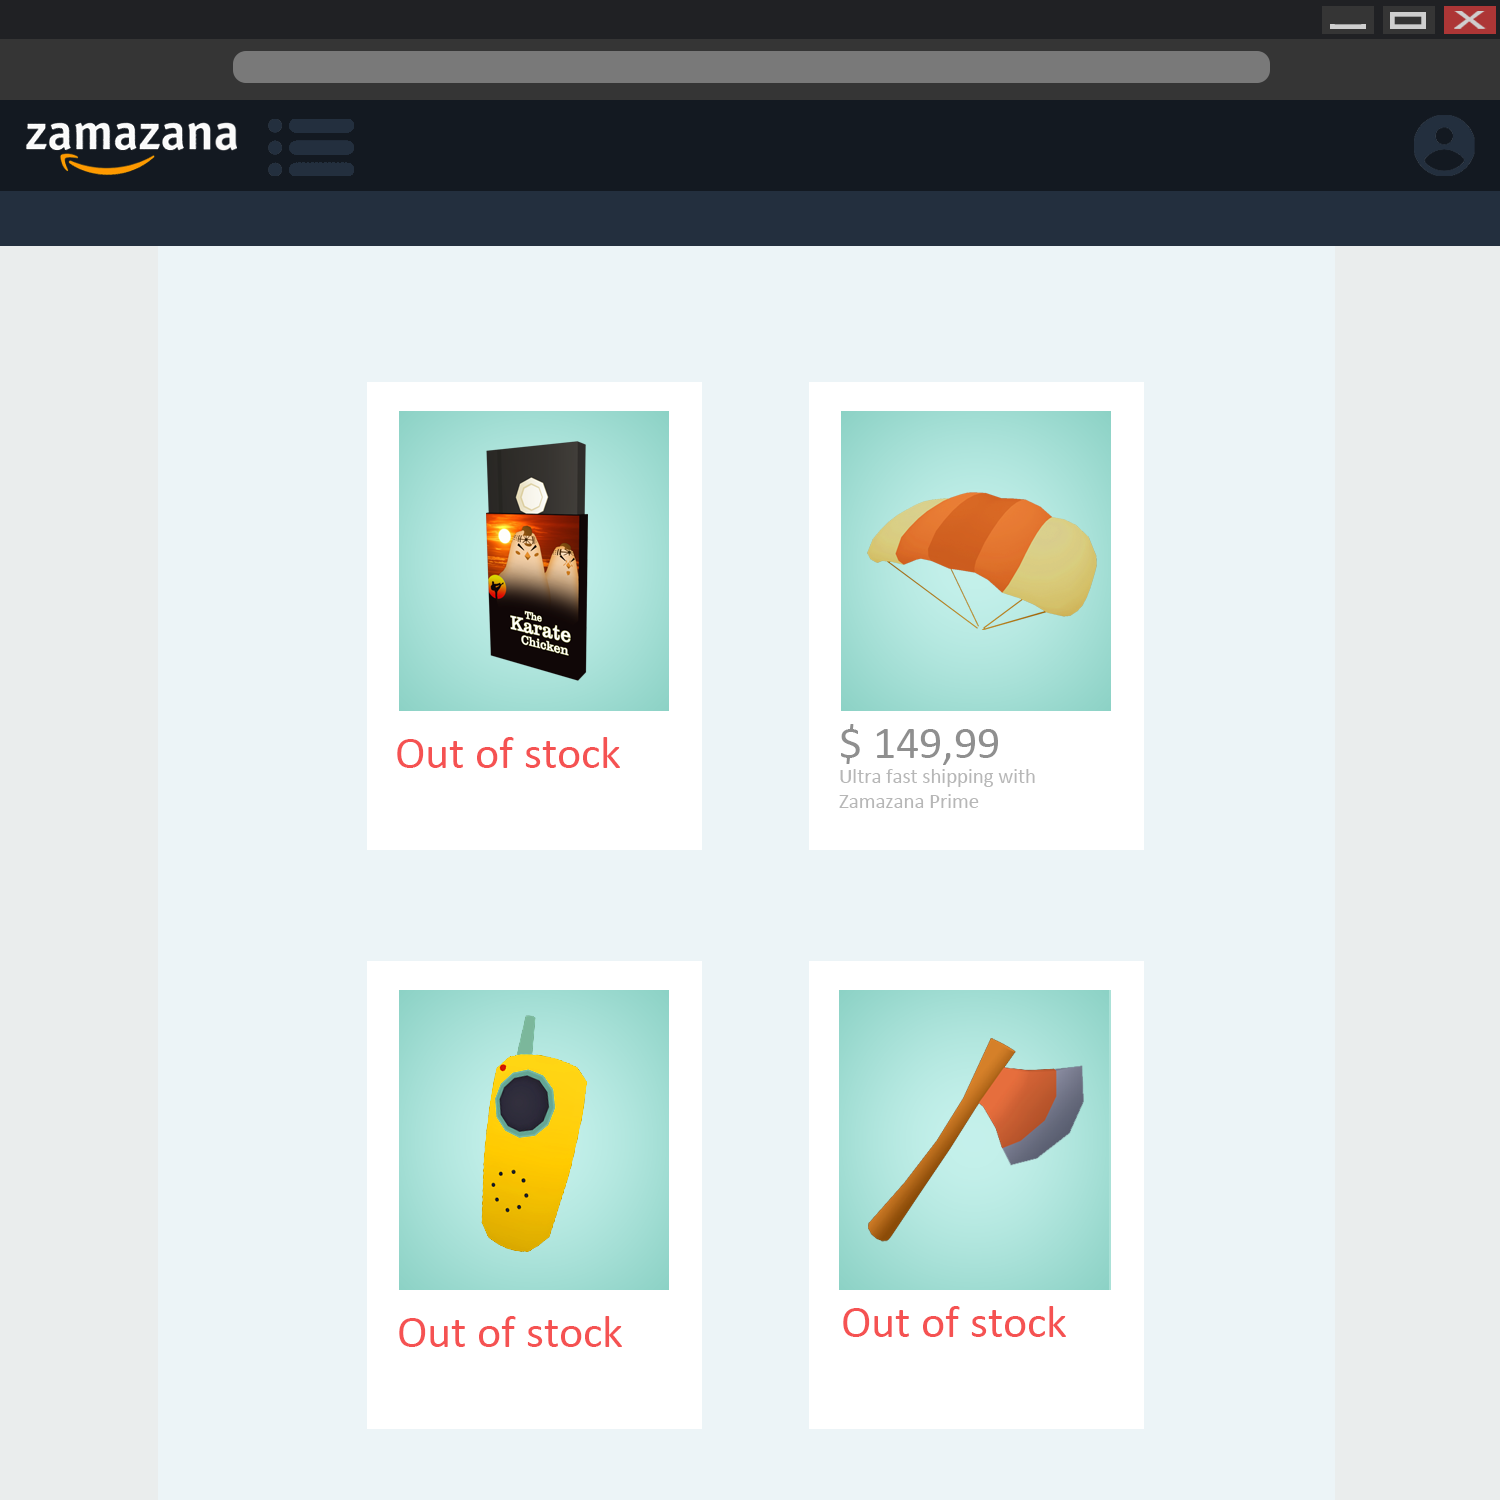 zamazana
The
Karate
Chicken
Out of stock
$ 149,99
Ultra fast shipping with
Zamazana Prime
Out of stock
Out of stock